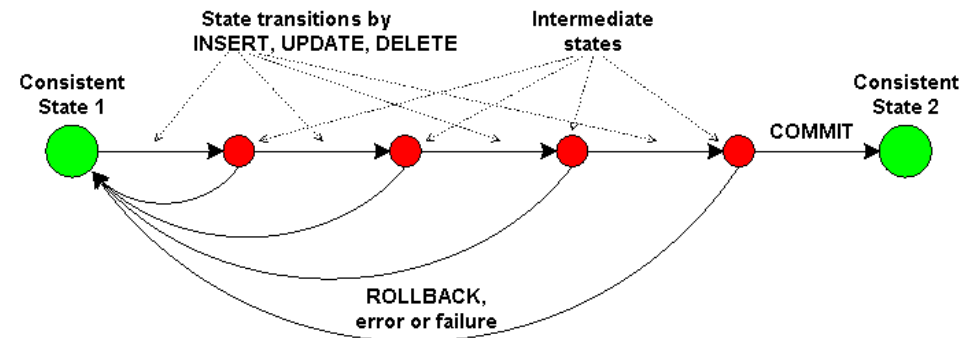 State transitions by
INSERT, UPDATE, DELETE
Intermediate
states
Consistent
State 1
Consistent
State 2
COMMIT
ROLLBACK,
error or failure